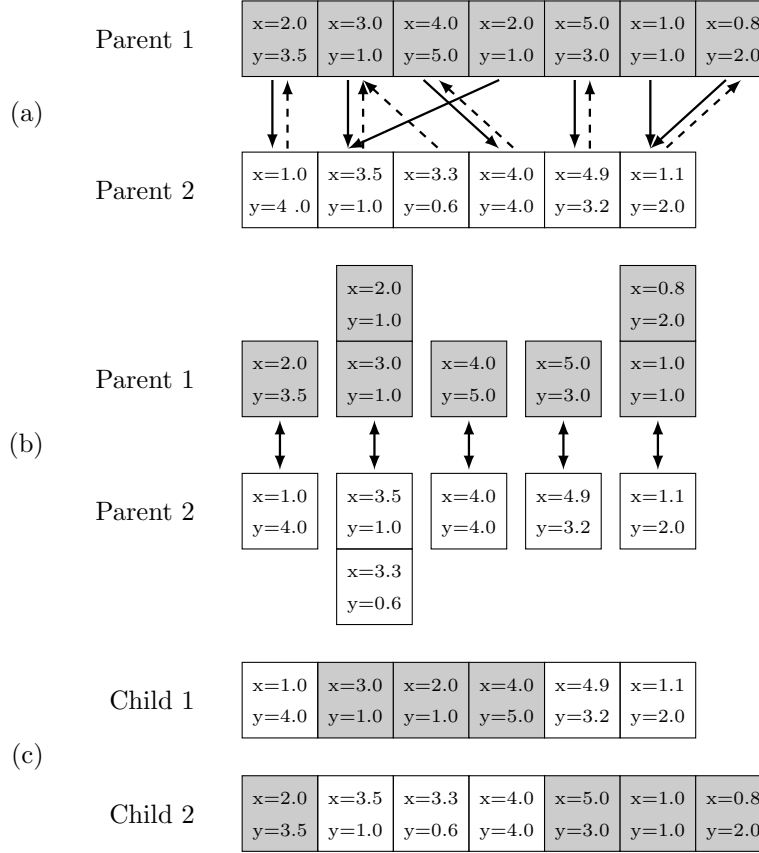 Parent 1
x=2.0 x=3.0 x=4.0 x=2.0 x=5.0 x=1.0 x=0.8
y=3.5 y=1.0 y=5.0 y=1.0 y=3.0 y=1.0 y=2.0
(a)
Parent 2
x=1.0 x=3.5 x=3.3 x=4.0 x=4.9 x=1.1
y=4 .0 y=1.0 y=0.6 y=4.0 y=3.2 y=2.0
x=2.0 x=0.8
y=1.0 y=2.0
Parent 1
x=2.0 x=3.0 x=4.0 x=5.0 x=1.0
y=3.5 y=1.0 y=5.0 y=3.0 y=1.0
(b)
Parent 2
x=1.0 x=3.5 x=4.0 x=4.9 x=1.1
y=4.0 y=1.0 y=4.0 y=3.2 y=2.0
x=3.3
y=0.6
Child 1
x=1.0 x=3.0 x=2.0 x=4.0 x=4.9 x=1.1
y=4.0 y=1.0 y=1.0 y=5.0 y=3.2 y=2.0
(c)
Child 2
x=2.0 x=3.5 x=3.3 x=4.0 x=5.0 x=1.0 x=0.8
y=3.5 y=1.0 y=0.6 y=4.0 y=3.0 y=1.0 y=2.0